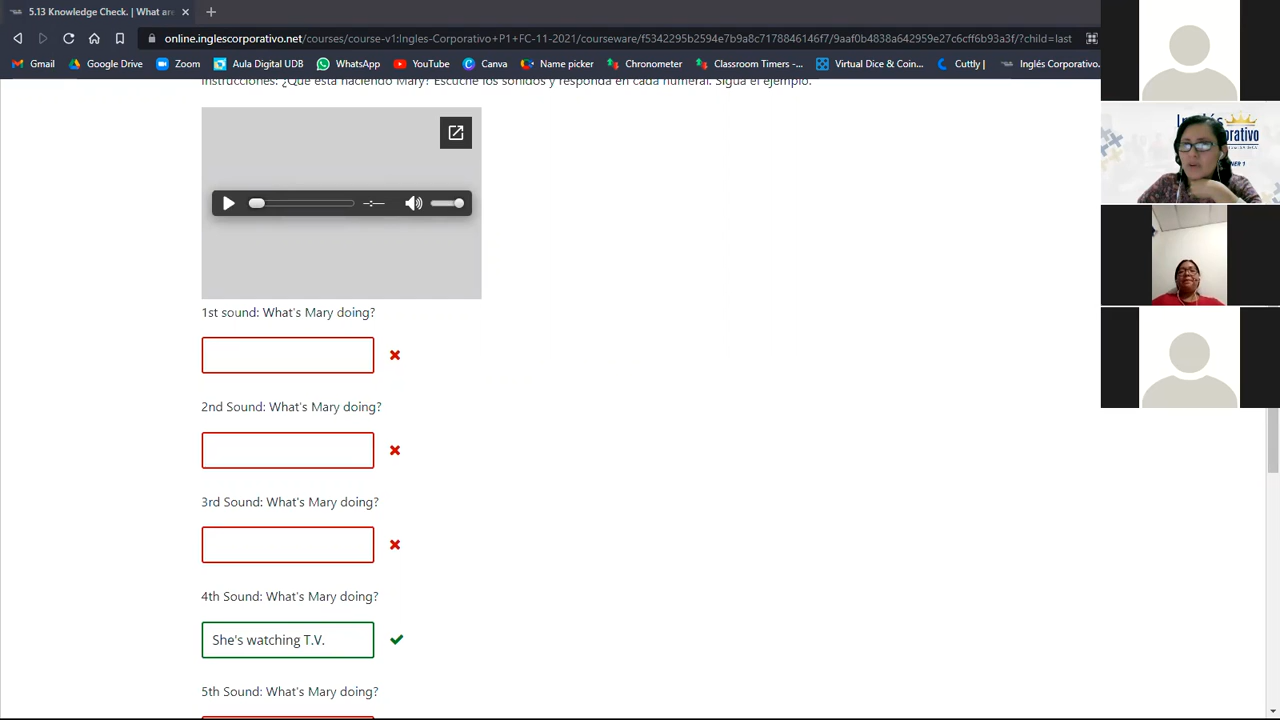 5.13 Knowledge Check. | What are
online.inglescorporativo.net/courses/course-v1:Ingles-Corporativo+P1+FC-11-2021/courseware/f5342295b2594e7b9a8c7178846146f7/9aaf0b4838a642959e27c6cff6b93a3f/?child=last
Gmail Google Drive Zoom Aula Digital UDB WhatsApp YouTube Canva Name picker Chronometer Classroom Timers -... Virtual Dice & Coin... Cuttly | Inglés Corporativo.
Instrucciones: ¿Qué está haciendo Mary? Escuche los sonidos y responda en cada numeral. Siga el ejemplo.
-:--
1st sound: What's Mary doing?
2nd Sound: What's Mary doing?
3rd Sound: What's Mary doing?
4th Sound: What's Mary doing?
She's watching T.V.
5th Sound: What's Mary doing?